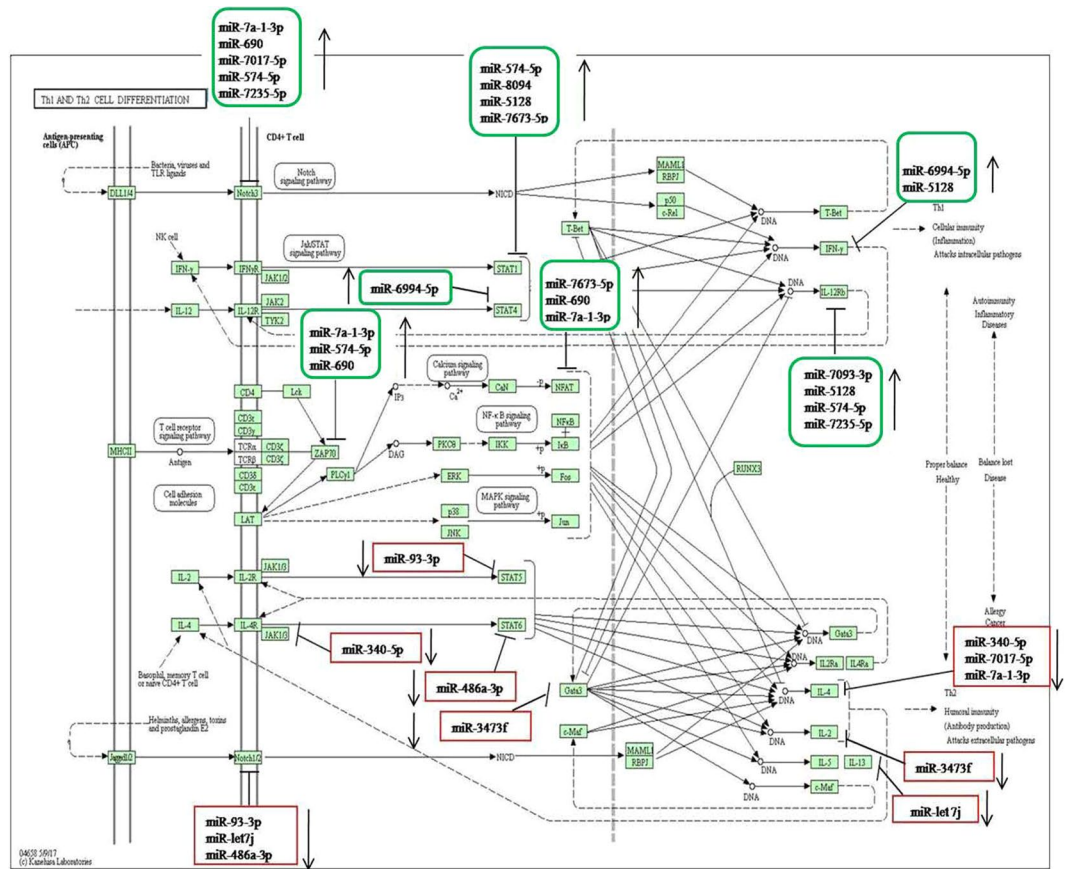 miR-7a-1-3p
miR-690
miR-7017-5p
miR-574-5p
miR-7235-5p
miR-574-5p
miR-8094
miR-5128
miR-7673-5p
Th1 AND Th2 CELL DIFFERENTIATION
Antigen-presenting
cells (APC)
CD4+ T cell
Bacteria, viruses and
TLR ligands
Notch
signaling pathway
DLL1/4
Notch3
NICD
MAML1
RBPJ
p50
c-Rel
DNA
T-Bet
T-Bet
miR-6994-5p
miR-5128
Th1
Cellular immunity
(Inflammation)
Attacks intracellular pathogens
NK cell
Jak/STAT
signaling pathway
IFN-γ
IFNγR
JAK1/2
STAT1
DNA
IFN-γ
miR-6994-5p
miR-7673-5p
miR-690
miR-7a-1-3p
DNA
IL-12Rb
IL-12
IL-12R
JAK2
TYK2
STAT4
Autoimmunity
Inflammatory
Diseases
miR-7a-1-3p
miR-574-5p
miR-690
miR-7093-3p
miR-5128
miR-574-5p
miR-7235-5p
Calcium signaling
pathway
IP3
Ca2+
CaN
-p
NFAT
CD4
Lck
NF-κB signaling
pathway
NFκB
CD3ε
CD3γ
T cell receptor
signaling pathway
MHCII
Antigen
TCRα
TCRβ
CD3ζ
CD3ζ
ZAP70
DAG
PKCθ
IKK
+p
IκB
CD3δ
CD3ε
PLCγ1
ERK
+p
Fos
RUNX3
Proper balance
Healthy
Balance lost
Disease
Cell adhesion
molecules
LAT
MAPK signaling
pathway
p38
JNK
+p
Jun
miR-93-3p
IL-2
IL-2R
JAK1/3
STAT5
IL-4
IL-4R
JAK1/3
STAT6
Allergy
Cancer
DNA
Gata3
miR-340-5p
miR-340-5p
miR-7017-5p
miR-7a-1-3p
DNA
IL2Ra
IL4Ra
Basophil, memory T cell
or naive CD4+ T cell
miR-486a-3p
Gata3
DNA
IL-4
Th2
Humoral immunity
(Antibody production)
Attacks extracellular pathogens
miR-3473f
Helminths, allergens, toxins
and prostaglandin E2
c-Maf
DNA
IL-2
Jagged1/2
Notch1/2
NICD
MAML1
RBPJ
DNA
IL-5
IL-13
miR-3473f
DNA
c-Maf
miR-let7j
miR-93-3p
miR-let7j
miR-486a-3p
04658 5/9/17
(c) Kanehisa Laboratories